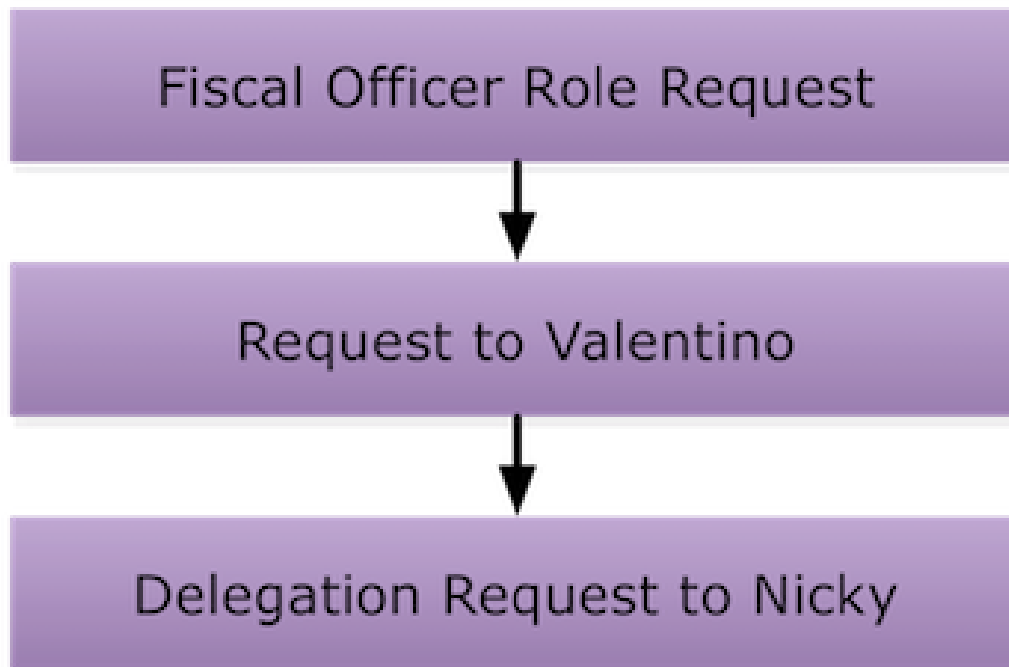 Fiscal Officer Role Request
Request to Valentino
Delegation Request to Nicky